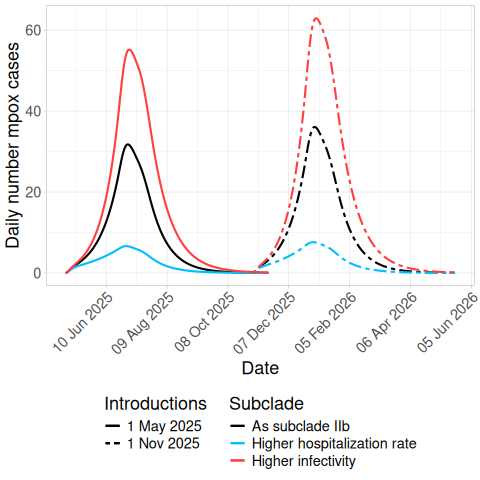 Daily number mpox cases
60
40
20
0
10 Jun 2025
09 Aug 2025
08 Oct 2025
07 Dec 2025
05 Feb 2026
06 Apr 2026
05 Jun 2026
Date
Introductions
1 May 2025
1 Nov 2025
Subclade
As subclade IIb
Higher hospitalization rate
Higher infectivity